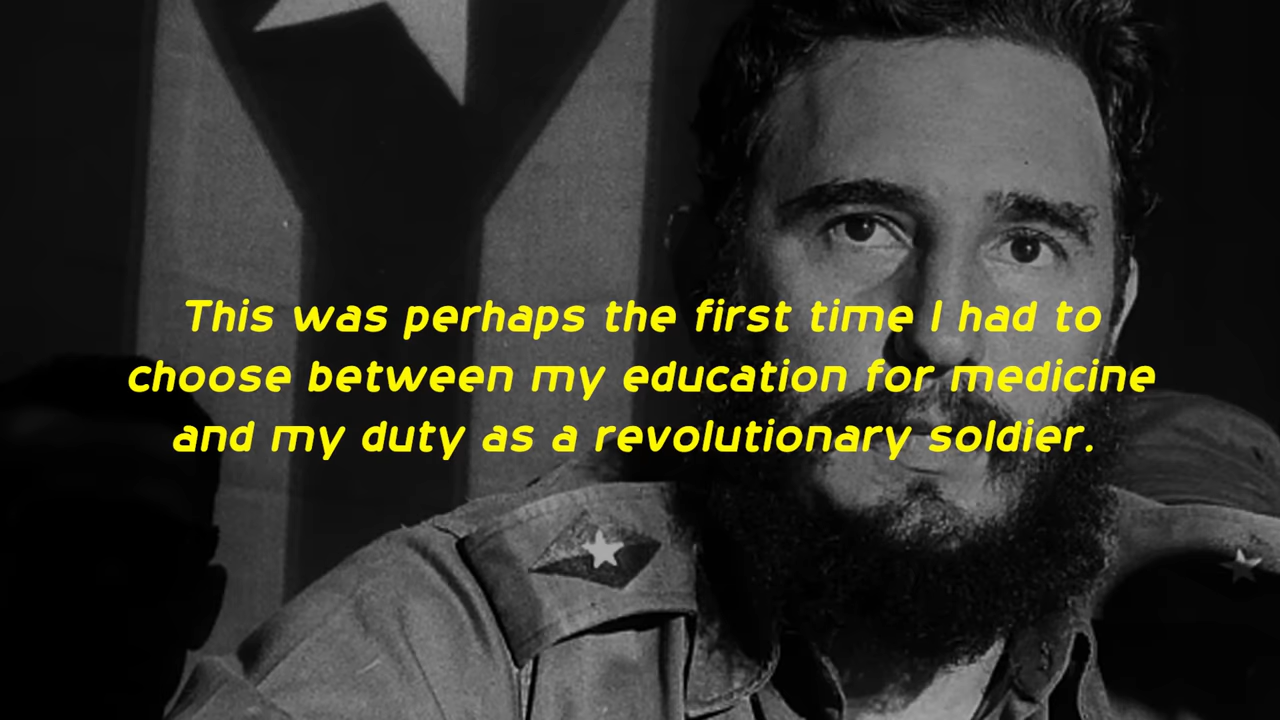 This was perhaps the first time I had to
choose between my education for medicine
and my duty as a revolutionary soldier.